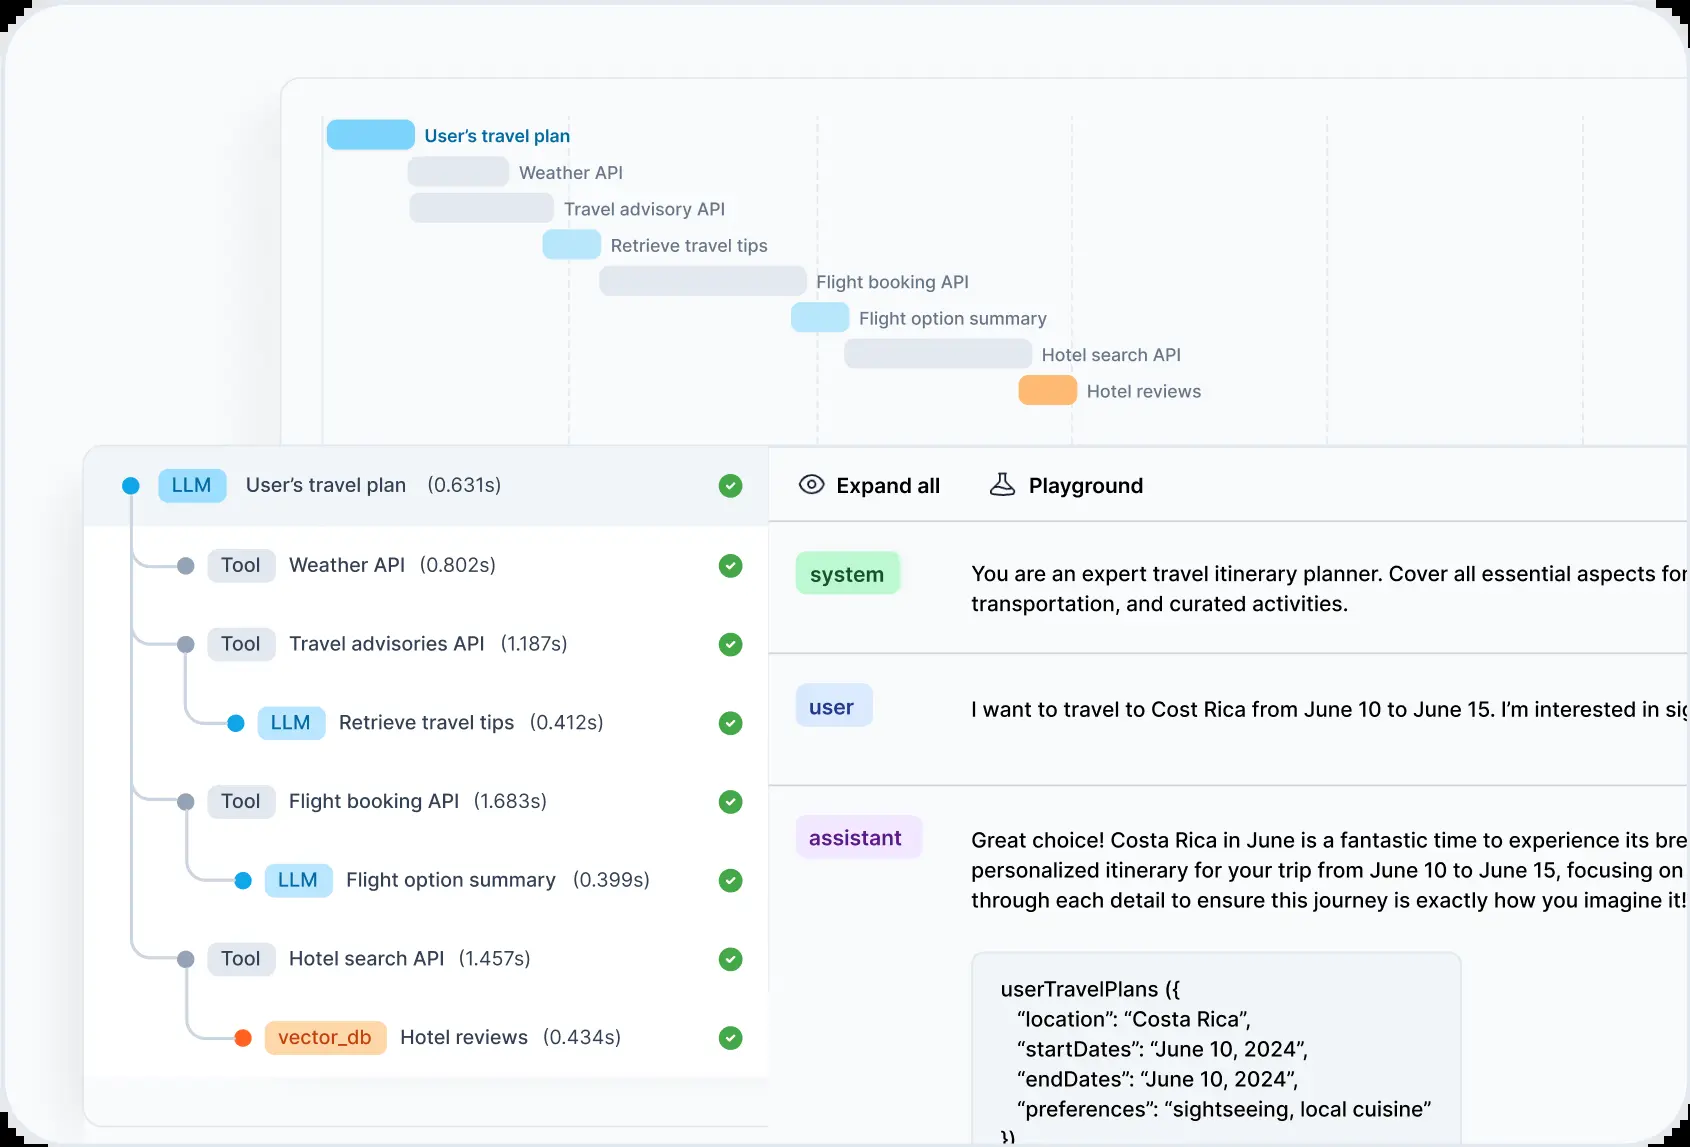 User’s travel plan
Weather API
Travel advisory API
Retrieve travel tips
Flight booking API
Flight option summary
Hotel search API
Hotel reviews
LLM User’s travel plan (0.631s)
Tool Weather API (0.802s)
Tool Travel advisories API (1.187s)
LLM Retrieve travel tips (0.412s)
Tool Flight booking API (1.683s)
LLM Flight option summary (0.399s)
Tool Hotel search API (1.457s)
vector_db Hotel reviews (0.434s)
Expand all Playground
system
You are an expert travel itinerary planner. Cover all essential aspects for
transportation, and curated activities.
user
I want to travel to Cost Rica from June 10 to June 15. I’m interested in
assistant
Great choice! Costa Rica in June is a fantastic time to experience its
personalized itinerary for your trip from June 10 to June 15, focusing on
through each detail to ensure this journey is exactly how you imagine it!
userTravelPlans ({
“location”: “Costa Rica”,
“startDates”: “June 10, 2024”,
“endDates”: “June 10, 2024”,
“preferences”: “sightseeing, local cuisine”
})